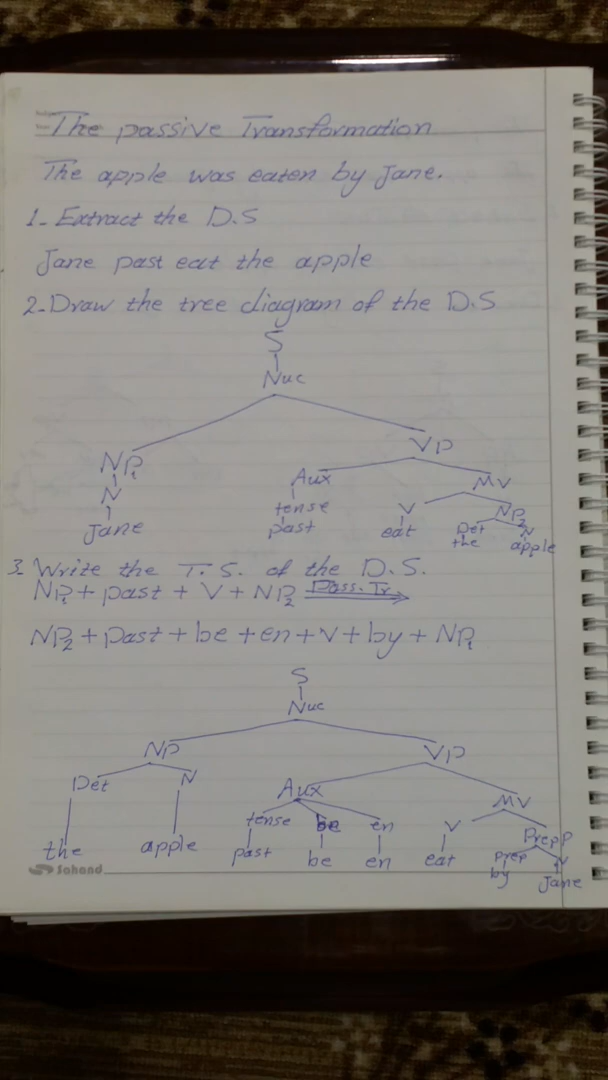 The passive Transformation
The apple was eaten by Jane.
1- Extract the D.S
Jane past eat the apple
2-Draw the tree diagram of the D.S
S
Nuc
NP1 VP
N Aux MV
Jane tense V NP2
past eat Det N
the apple
3. Write the T.S. of the D.S.
NP1 + past + V + NP2 Pass. Tr.
NP2 + past + be + en + V + by + NP1
S
Nuc
NP VP
Det N Aux MV
tense be en V Prep P
the apple past be en eat prep N
by Jane
Sahand